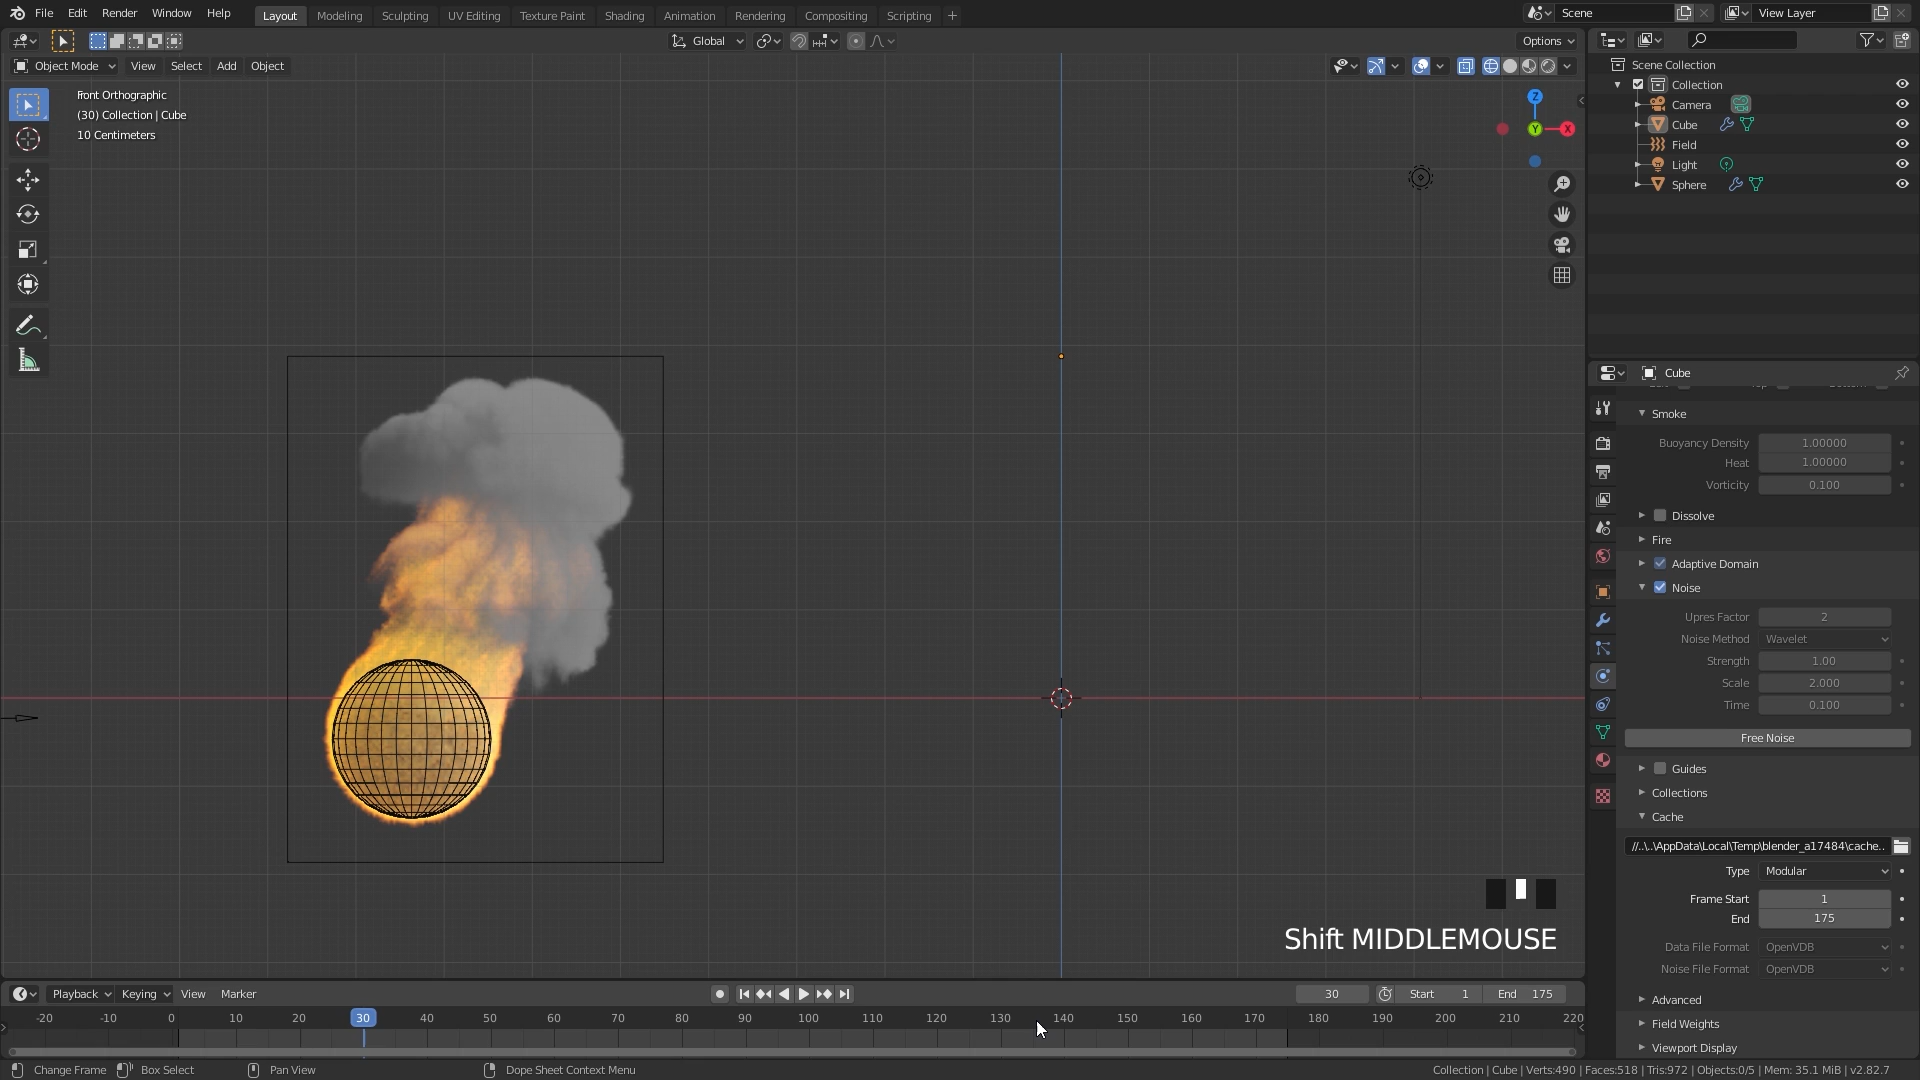 File Edit Render Window Help Layout Modeling Sculpting UV Editing Texture Paint Shading Animation Rendering Compositing Scripting + Scene View Layer
Global Options
Object Mode View Select Add Object
Front Orthographic
(30) Collection | Cube
10 Centimeters
Z
Y
X
Scene Collection
Collection
Camera
Cube
Field
Light
Sphere
Cube
Smoke
Buoyancy Density 1.00000
Heat 1.00000
Vorticity 0.100
Dissolve
Fire
Adaptive Domain
Noise
Upres Factor 2
Noise Method Wavelet
Strength 1.00
Scale 2.000
Time 0.100
Free Noise
Guides
Collections
Cache
//..\..\AppData\Local\Temp\blender_a17484\cache..
Type Modular
Frame Start 1
End 175
Data File Format OpenVDB
Noise File Format OpenVDB
Advanced
Field Weights
Viewport Display
Shift MIDDLEMOUSE
Playback Keying View Marker 30 Start 1 End 175
-20 -10 0 10 20 30 40 50 60 70 80 90 100 110 120 130 140 150 160 170 180 190 200 210 220
Change Frame Box Select Pan View Dope Sheet Context Menu Collection | Cube | Verts:490 | Faces:518 | Tris:972 | Objects:0/5 | Mem: 35.1 MiB | v2.82.7